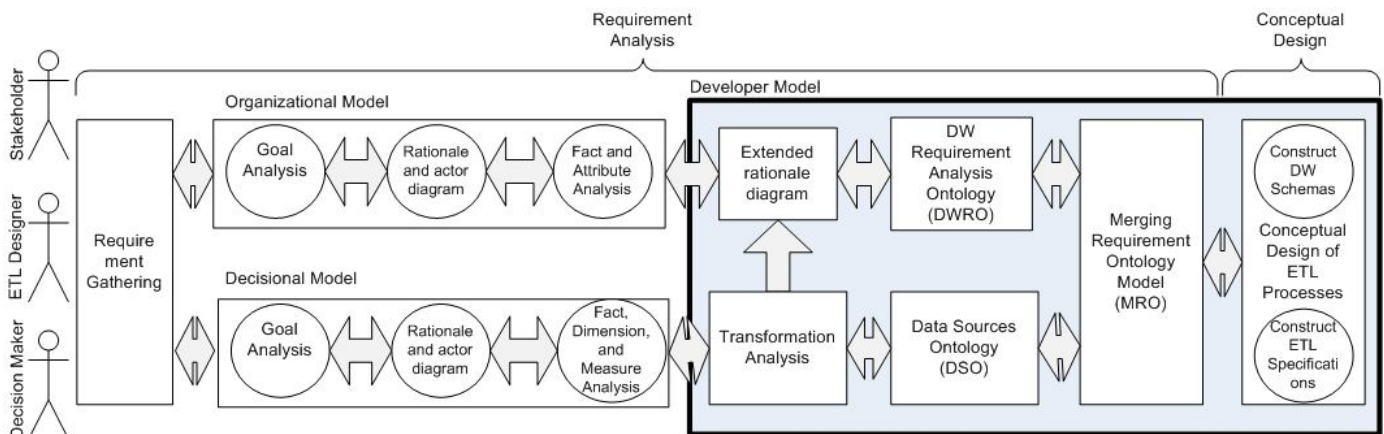 Requirement
Analysis
Conceptual
Design
Stakeholder
ETL Designer
Decision Maker
Require
ment
Gathering
Organizational Model
Goal
Analysis
Rationale
and actor
diagram
Fact and
Attribute
Analysis
Decisional Model
Goal
Analysis
Rationale
and actor
diagram
Fact,
Dimension,
and
Measure
Analysis
Developer Model
Extended
rationale
diagram
DW
Requirement
Analysis
Ontology
(DWRO)
Transformation
Analysis
Data Sources
Ontology
(DSO)
Merging
Requirement
Ontology
Model
(MRO)
Construct
DW
Schemas
Conceptual
Design of
ETL
Processes
Construct
ETL
Specificati
ons